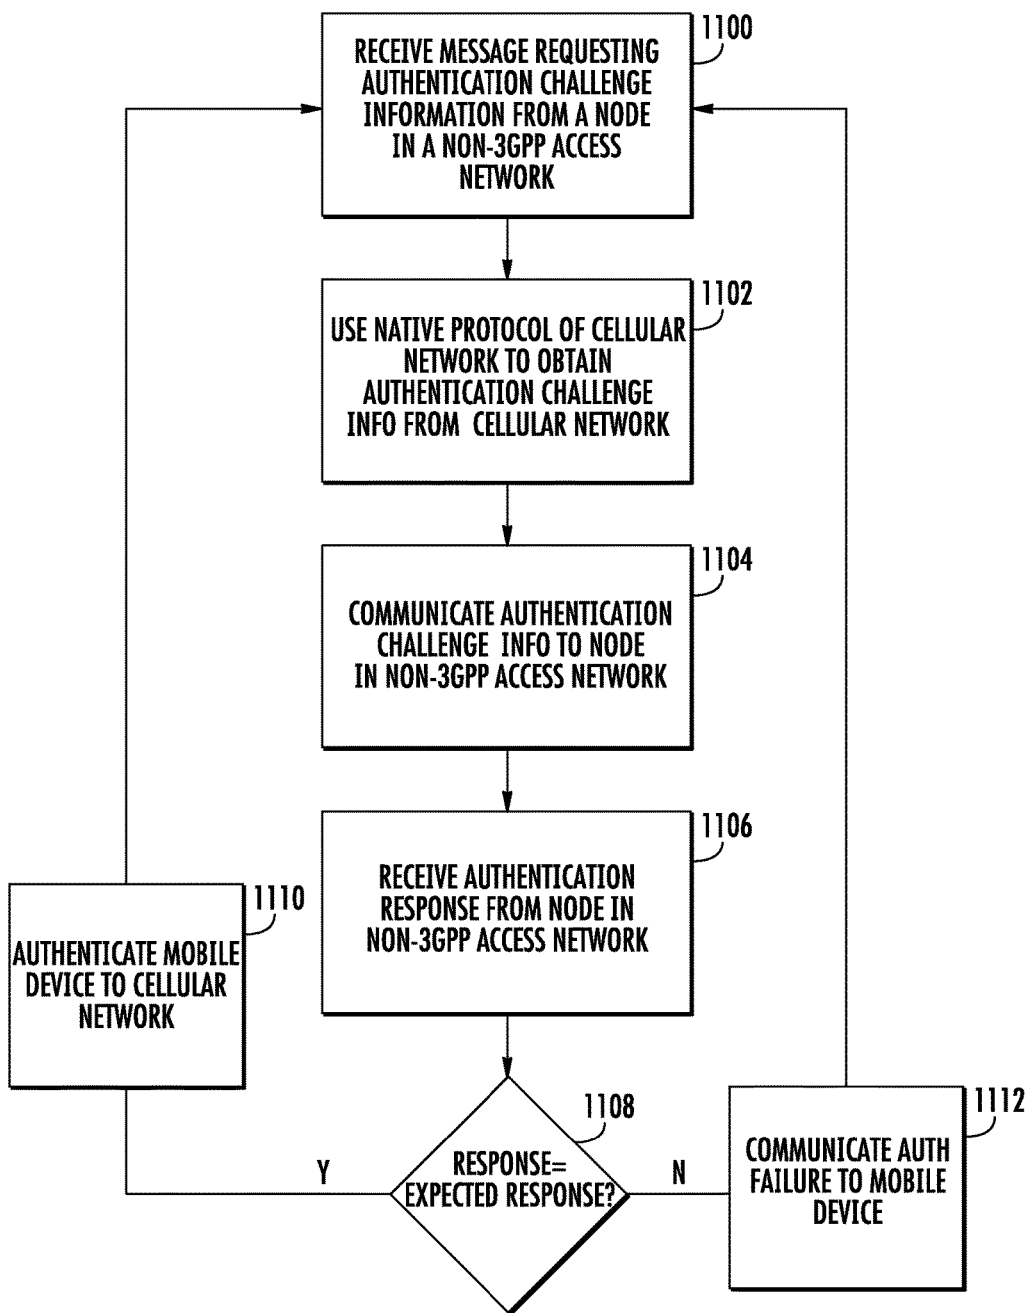 1100
RECEIVE MESSAGE REQUESTING
AUTHENTICATION CHALLENGE
INFORMATION FROM A NODE
IN A NON-3GPP ACCESS
NETWORK
1102
USE NATIVE PROTOCOL OF CELLULAR
NETWORK TO OBTAIN
AUTHENTICATION CHALLENGE
INFO FROM CELLULAR NETWORK
1104
COMMUNICATE AUTHENTICATION
CHALLENGE INFO TO NODE
IN NON-3GPP ACCESS NETWORK
1106
RECEIVE AUTHENTICATION
RESPONSE FROM NODE IN
NON-3GPP ACCESS NETWORK
1110
AUTHENTICATE MOBILE
DEVICE TO CELLULAR
NETWORK
1108
RESPONSE=
EXPECTED RESPONSE?
Y
N
1112
COMMUNICATE AUTH
FAILURE TO MOBILE
DEVICE